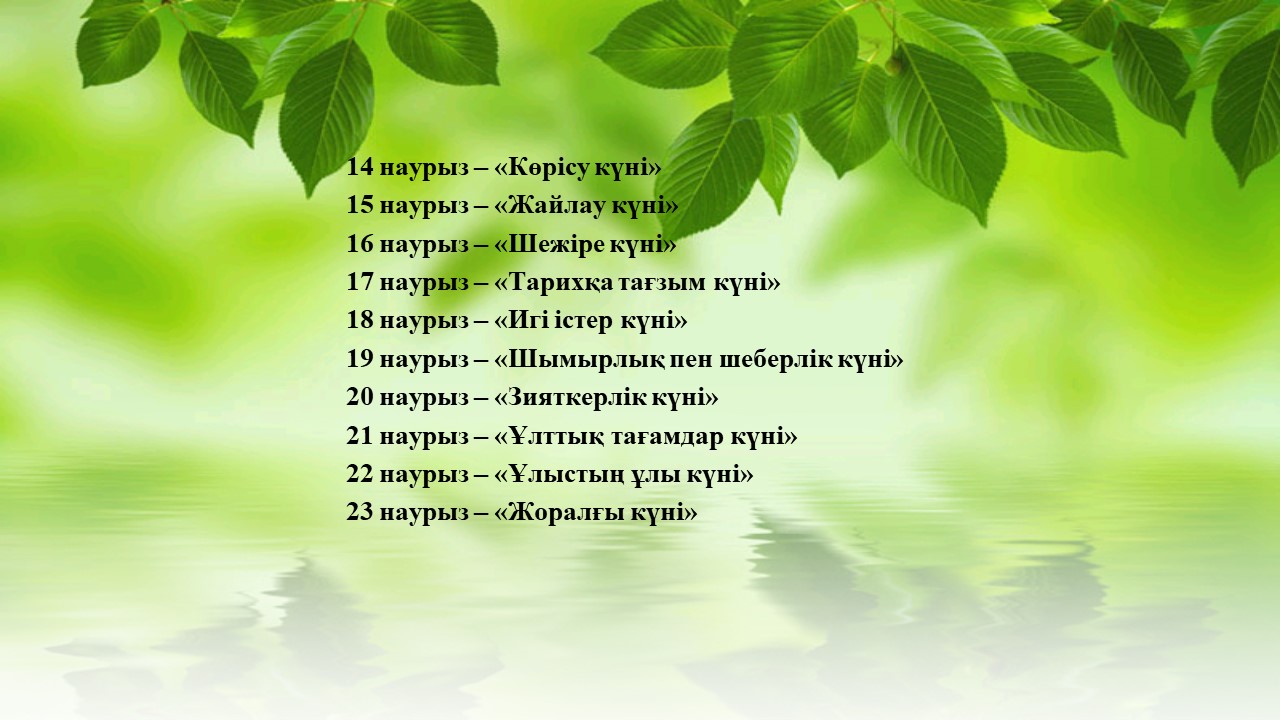 14 наурыз – «Көрісу күні»
15 наурыз – «Жайлау күні»
16 наурыз – «Шежіре күні»
17 наурыз – «Тарихқа тағзым күні»
18 наурыз – «Игі істер күні»
19 наурыз – «Шымырлық пен шеберлік күні»
20 наурыз – «Зияткерлік күні»
21 наурыз – «Ұлттық тағамдар күні»
22 наурыз – «Ұлыстың ұлы күні»
23 наурыз – «Жоралғы күні»